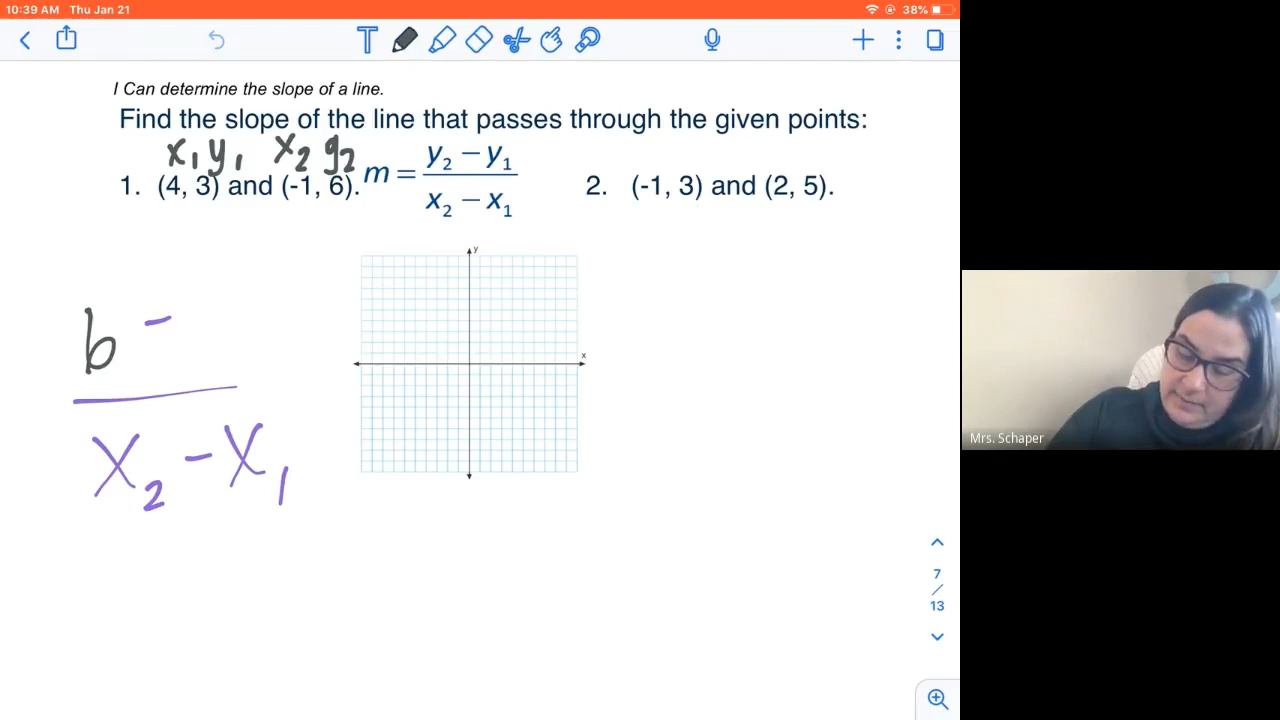 10:39 AM Thu Jan 21 38%
I Can determine the slope of a line.
Find the slope of the line that passes through the given points:
x₁ y₁ x₂ y₂
1. (4, 3) and (-1, 6). m = (y₂ − y₁) / (x₂ − x₁) 2. (-1, 3) and (2, 5).
y
x
6 -
X₂ - X₁
Mrs. Schaper
7
/
13